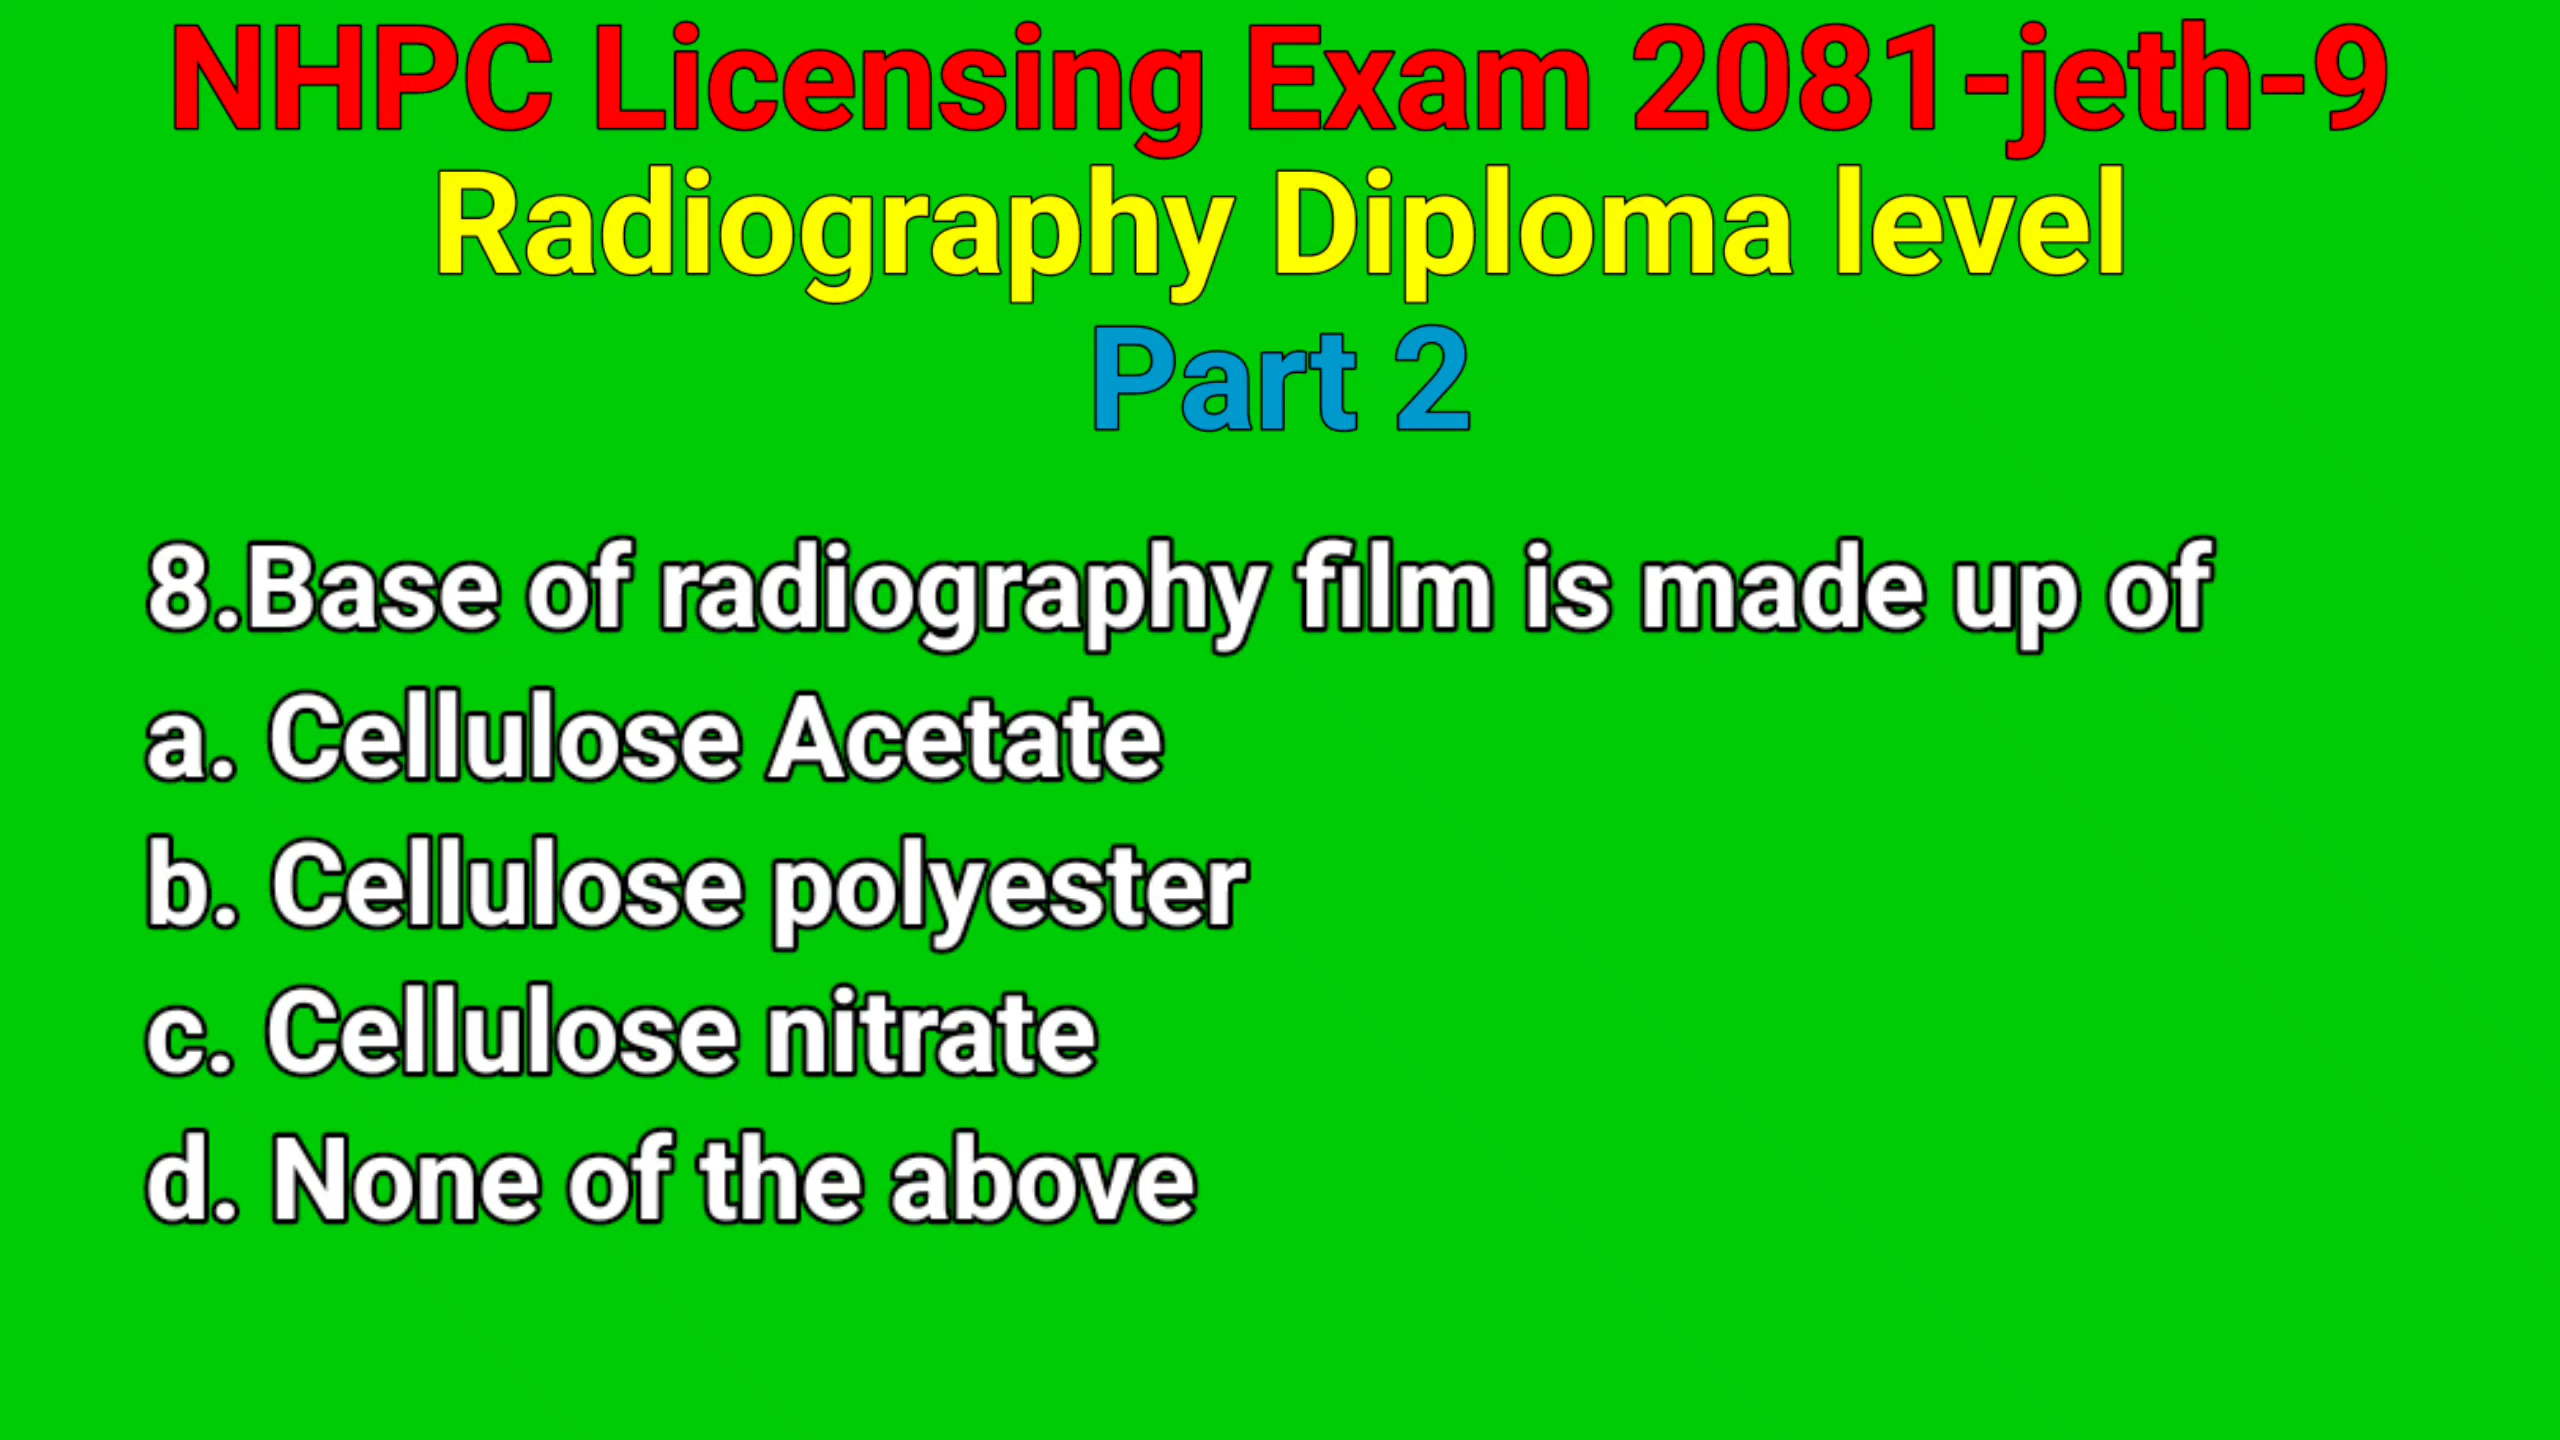 NHPC Licensing Exam 2081-jeth-9
Radiography Diploma level
Part 2
8.Base of radiography film is made up of
a. Cellulose Acetate
b. Cellulose polyester
c. Cellulose nitrate
d. None of the above